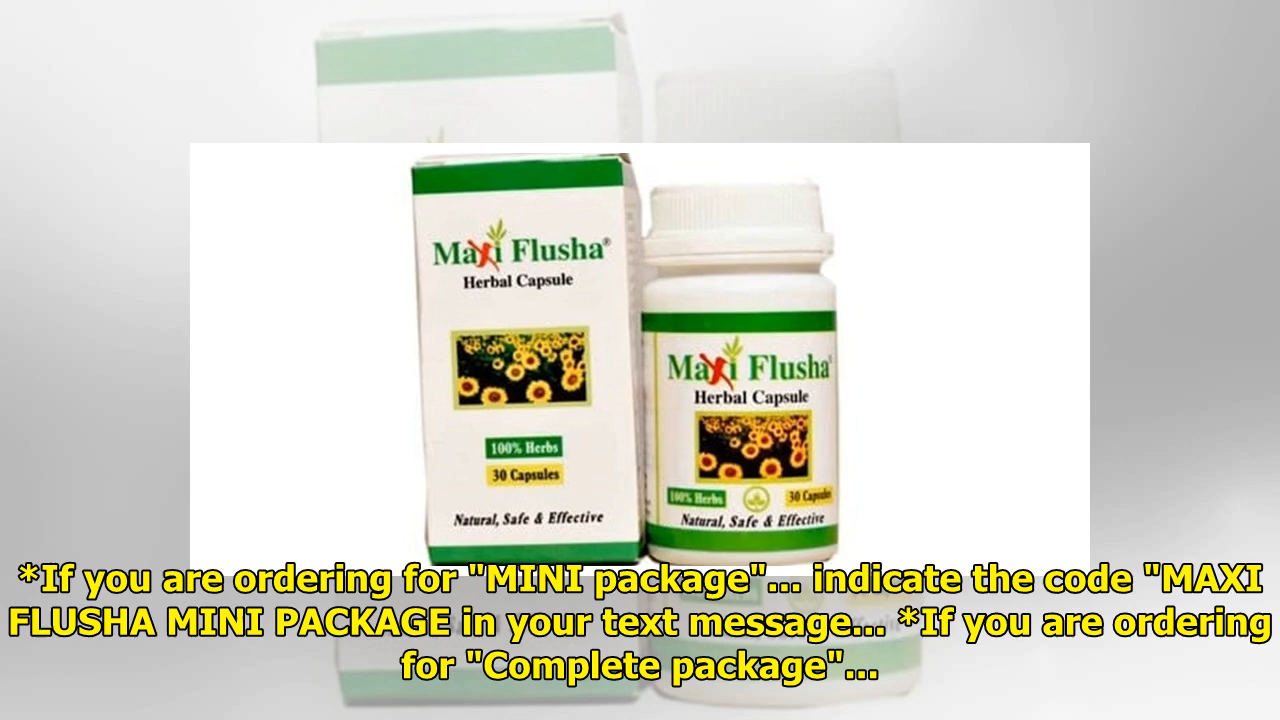 Maxi Flusha®
Herbal Capsule
100% Herbs
30 Capsules
Natural, Safe & Effective
Maxi Flusha
Herbal Capsule
100% Herbs
30 Capsules
Natural, Safe & Effective
*If you are ordering for "MINI package"... indicate the code "MAXI
FLUSHA MINI PACKAGE in your text message... *If you are ordering
for "Complete package"...